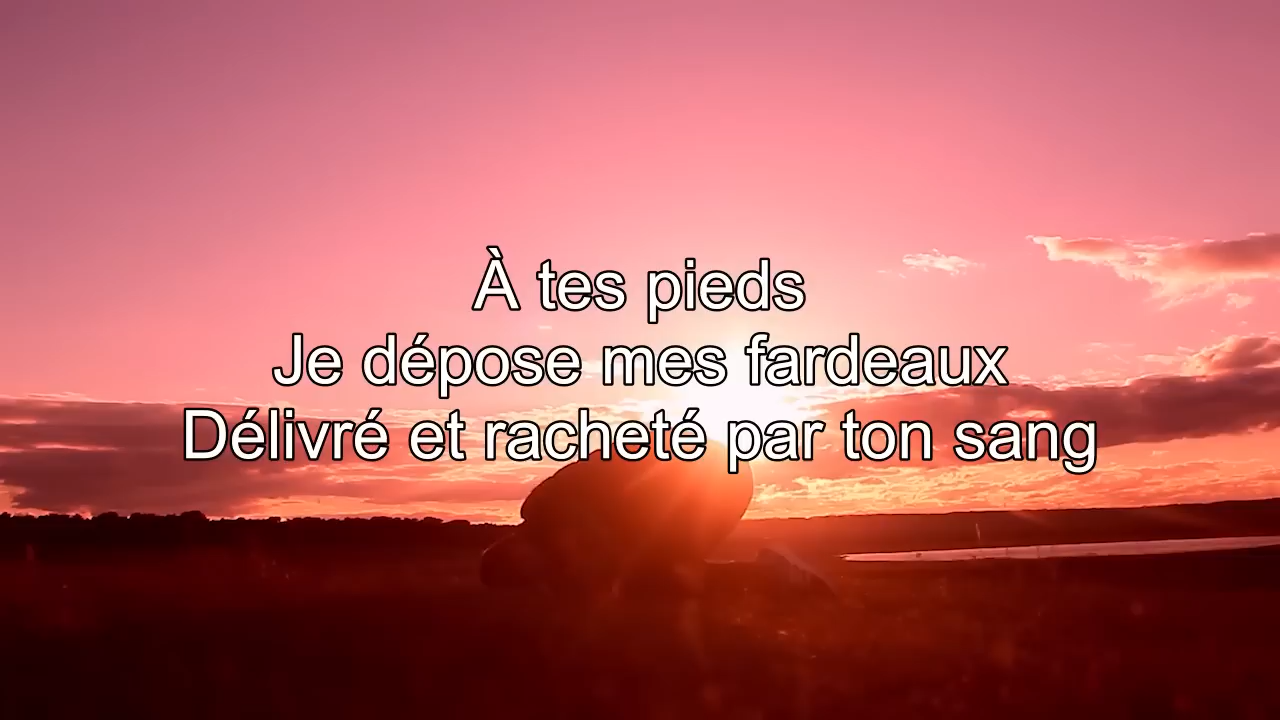 À tes pieds
Je dépose mes fardeaux
Délivré et racheté par ton sang